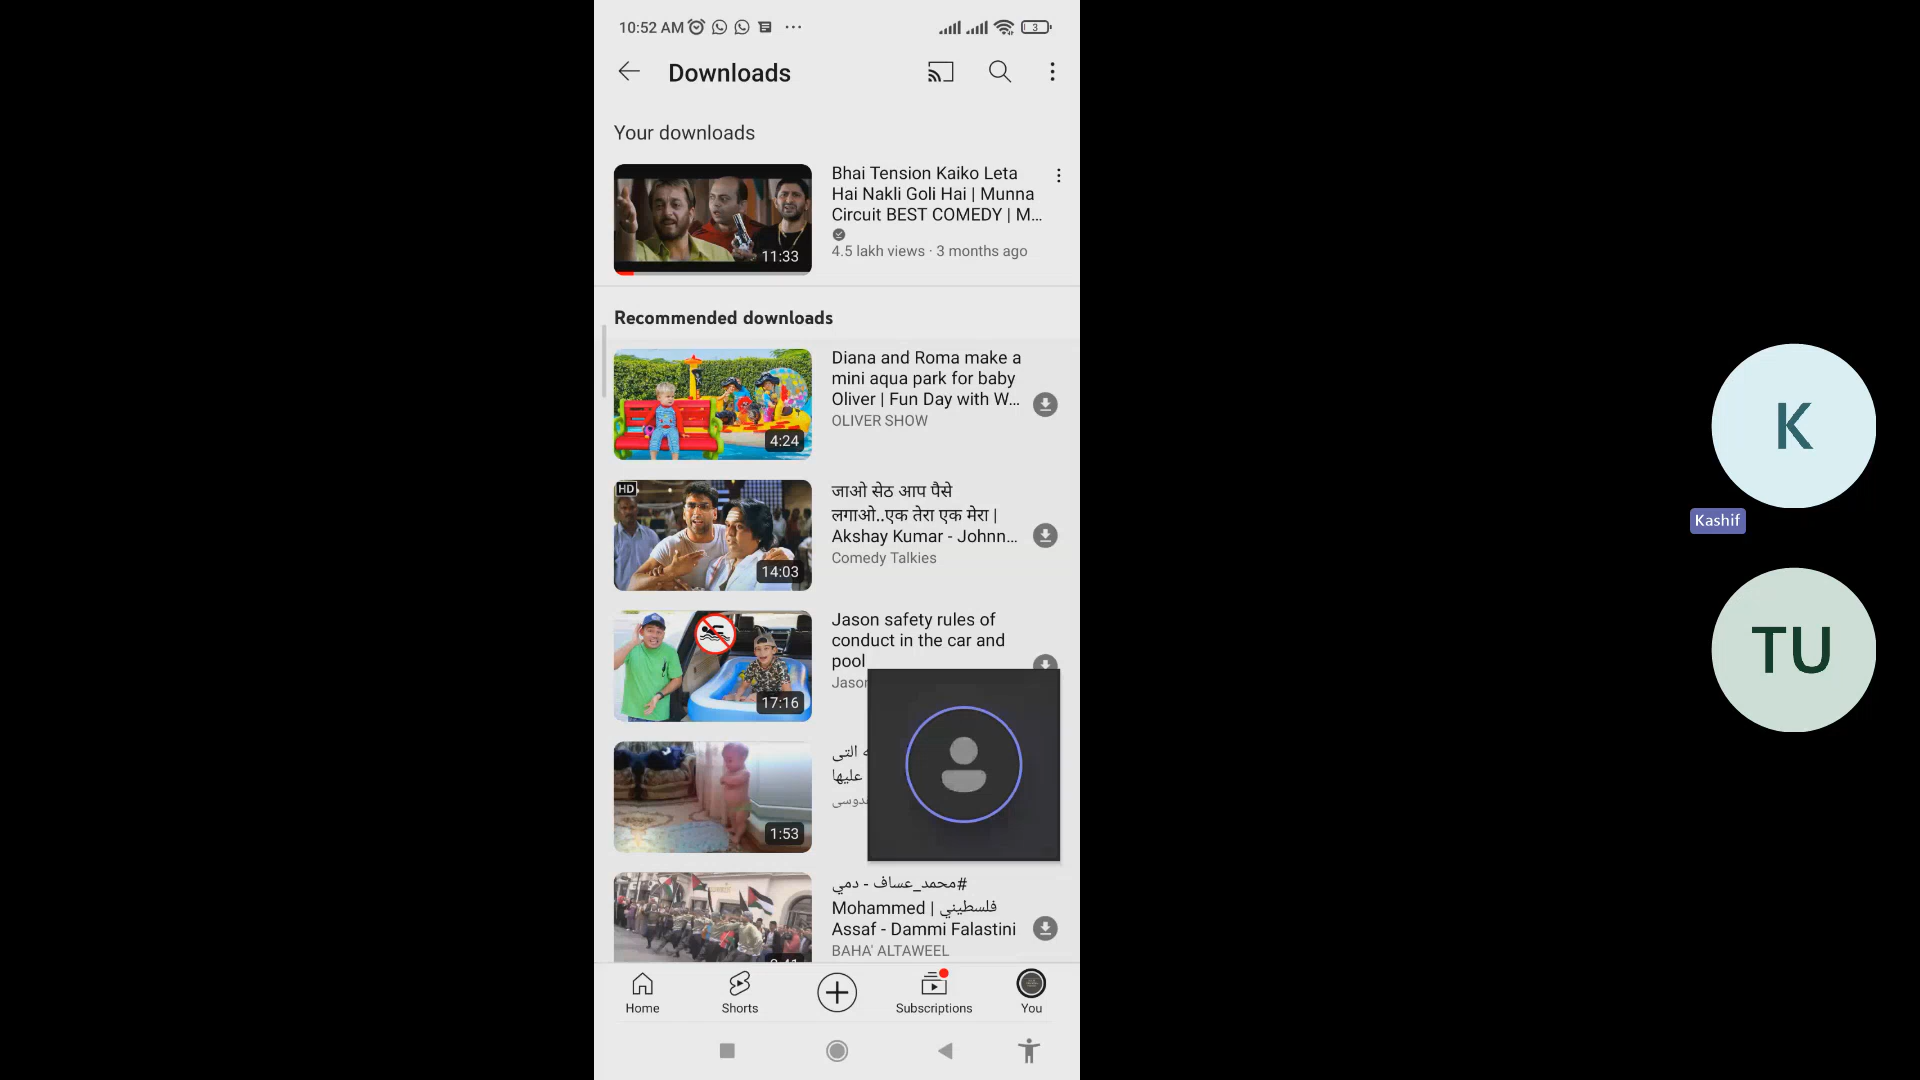 10:52 AM
3
Downloads
Your downloads
11:33
Bhai Tension Kaiko Leta
Hai Nakli Goli Hai | Munna
Circuit BEST COMEDY | M...
4.5 lakh views · 3 months ago
Recommended downloads
4:24
Diana and Roma make a
mini aqua park for baby
Oliver | Fun Day with W...
OLIVER SHOW
HD
14:03
जाओ सेठ आप पैसे
लगाओ..एक तेरा एक मेरा |
Akshay Kumar - Johnn...
Comedy Talkies
17:16
Jason safety rules of
conduct in the car and
pool
1:53
التى
عليها
#محمد_عساف - دمي
فلسطيني | Mohammed
Assaf - Dammi Falastini
BAHA' ALTAWEEL
Home
Shorts
Subscriptions
You
K
Kashif
TU